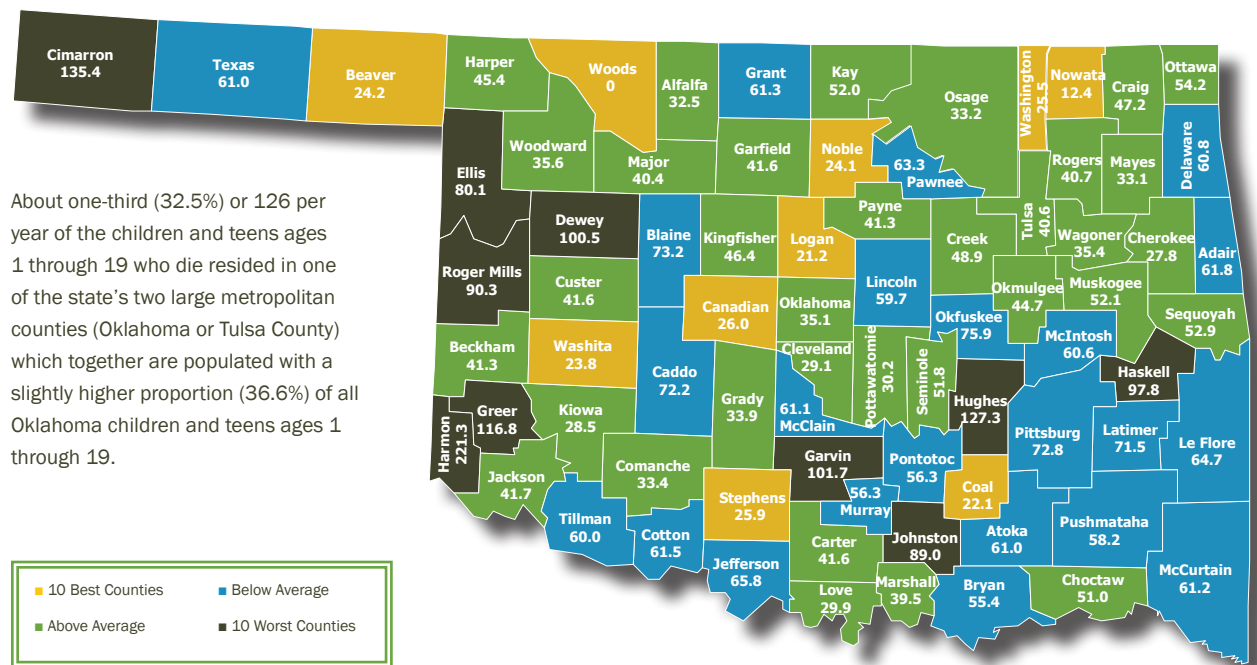 Cimarron
135.4
Texas
61.0
Beaver
24.2
Harper
45.4
Woods
0
Alfalfa
32.5
Grant
61.3
Kay
52.0
Osage
33.2
Washington
25.5
Nowata
12.4
Craig
47.2
Ottawa
54.2
Ellis
80.1
Woodward
35.6
Major
40.4
Garfield
41.6
Noble
24.1
63.3
Pawnee
Rogers
40.7
Mayes
33.1
Delaware
60.8
About one-third (32.5%) or 126 per
year of the children and teens ages
1 through 19 who die resided in one
of the state's two large metropolitan
counties (Oklahoma or Tulsa County)
which together are populated with a
slightly higher proportion (36.6%) of all
Oklahoma children and teens ages 1
through 19.
Roger Mills
90.3
Dewey
100.5
Blaine
73.2
Kingfisher
46.4
Logan
21.2
Payne
41.3
Creek
48.9
Tulsa
40.6
Wagoner
35.4
Cherokee
27.8
Adair
61.8
Custer
41.6
Canadian
26.0
Oklahoma
35.1
Lincoln
59.7
Okfuskee
75.9
Okmulgee
44.7
Muskogee
52.1
Sequoyah
52.9
Beckham
41.3
Washita
23.8
Caddo
72.2
Grady
33.9
Cleveland
29.1
Pottawatomie
30.2
Seminole
51.8
Hughes
127.3
McIntosh
60.6
Haskell
97.8
Harmon
221.3
Greer
116.8
Kiowa
28.5
61.1
McClain
Pittsburg
72.8
Latimer
71.5
Le Flore
64.7
Jackson
41.7
Comanche
33.4
Stephens
25.9
Garvin
101.7
56.3
Murray
Pontotoc
56.3
Coal
22.1
Tillman
60.0
Cotton
61.5
Jefferson
65.8
Carter
41.6
Johnston
89.0
Atoka
61.0
Pushmataha
58.2
McCurtain
61.2
Love
29.9
Marshall
39.5
Bryan
55.4
Choctaw
51.0
10 Best Counties
Below Average
Above Average
10 Worst Counties